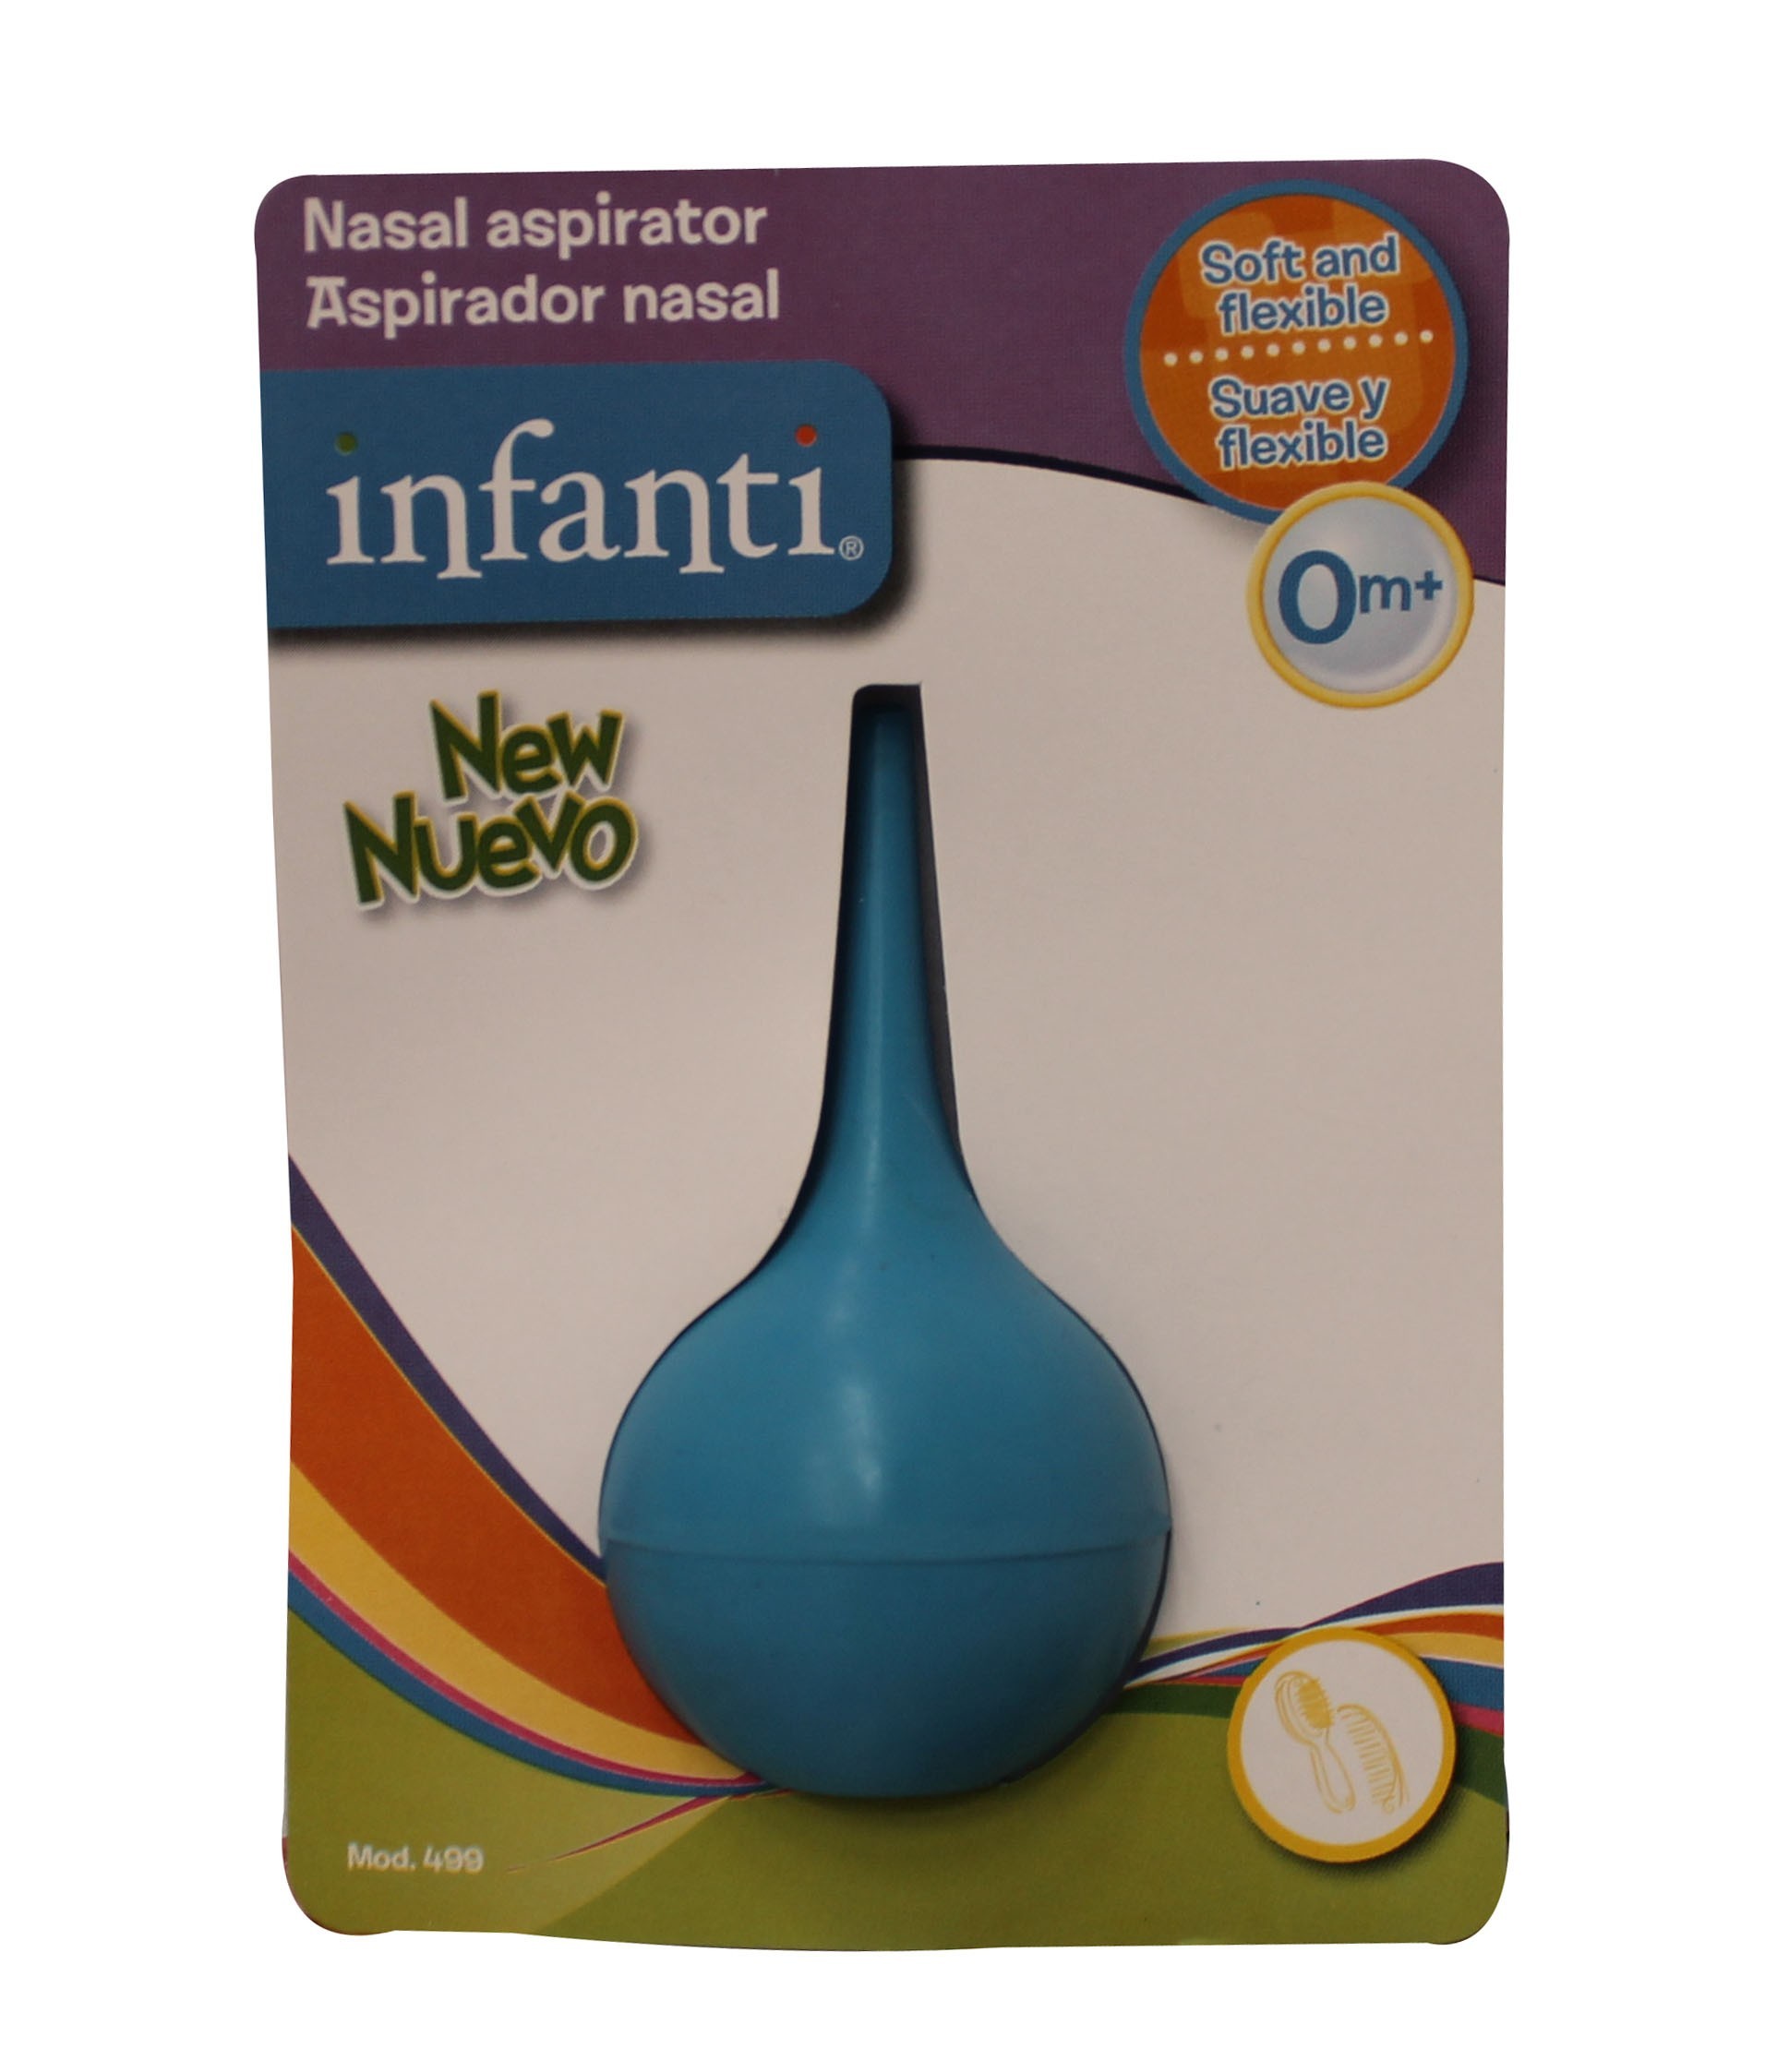 Nasal aspirator
Aspirador nasal
Soft and
flexible
Suave y
flexible
infanti®
0m+
New
Nuevo
Mod. 499